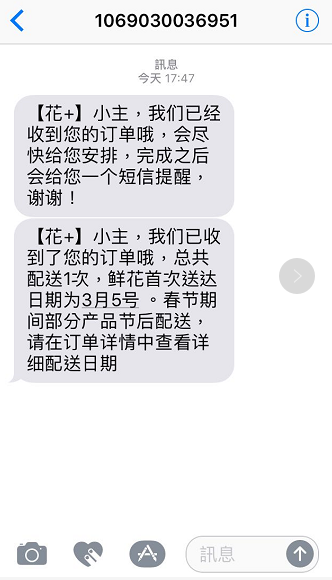 1069030036951
訊息
今天 17:47
【花+】小主，我们已经
收到您的订单哦，会尽
快给您安排，完成之后
会给您一个短信提醒，
谢谢！
【花+】小主，我们已收
到了您的订单哦，总共
配送1次，鲜花首次送达
日期为3月5号 。春节期
间部分产品节后配送，
请在订单详情中查看详
细配送日期
訊息